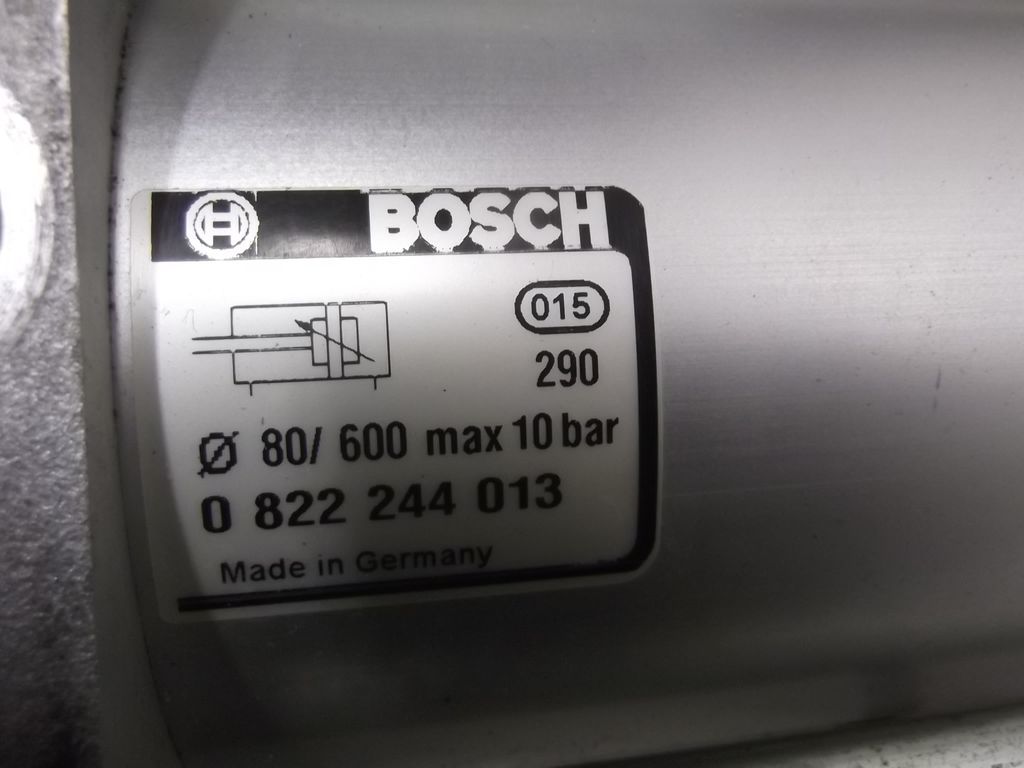 BOSCH
015
290
Ø 80/ 600 max 10 bar
0 822 244 013
Made in Germany